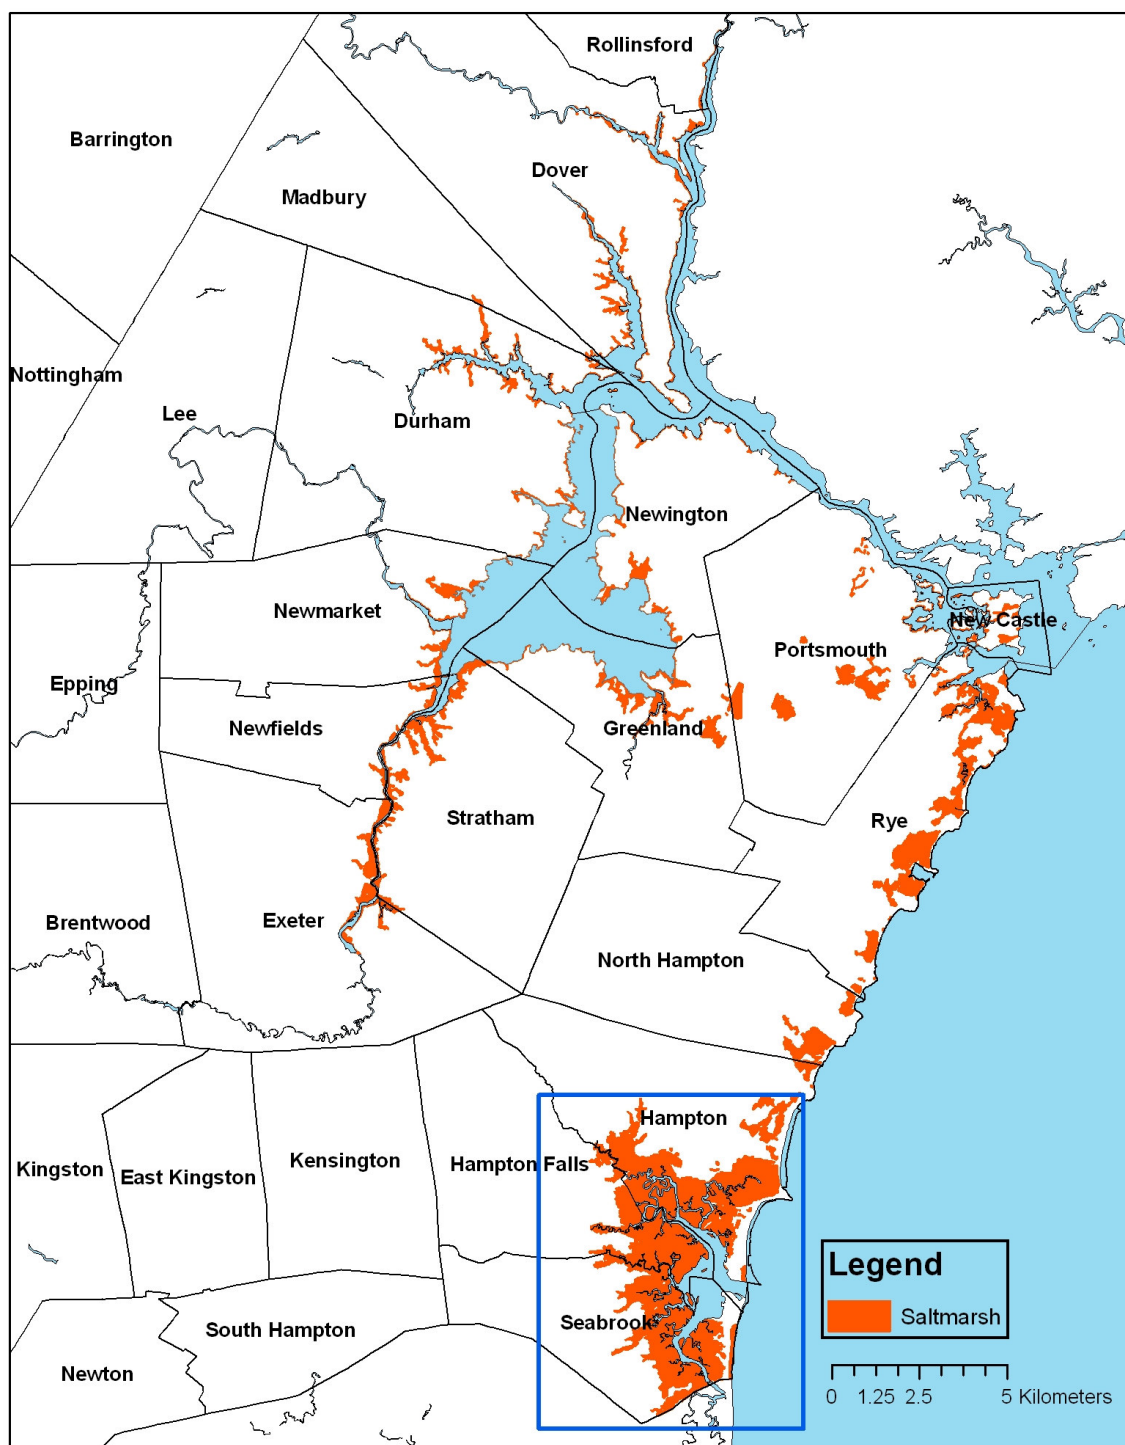 Rollinsford
Barrington
Dover
Madbury
Nottingham
Lee
Durham
Newington
Newmarket
New Castle
Portsmouth
Epping
Newfields
Greenland
Stratham
Rye
Brentwood
Exeter
North Hampton
Hampton
Kingston
East Kingston
Kensington
Hampton Falls
Legend
Saltmarsh
South Hampton
Seabrook
Newton
0 1.25 2.5 5 Kilometers